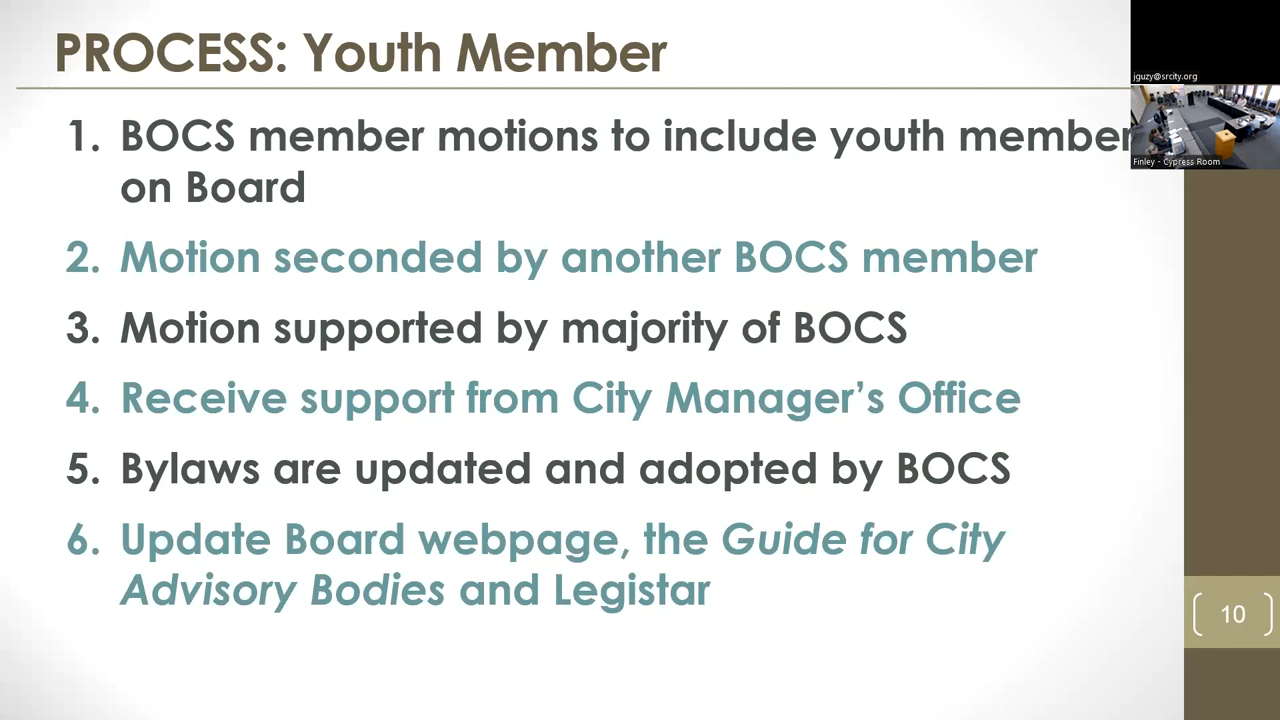 PROCESS: Youth Member
jguzy@srcity.org
Finley - Cypress Room
1. BOCS member motions to include youth member
on Board
2. Motion seconded by another BOCS member
3. Motion supported by majority of BOCS
4. Receive support from City Manager’s Office
5. Bylaws are updated and adopted by BOCS
6. Update Board webpage, the Guide for City
Advisory Bodies and Legistar
10